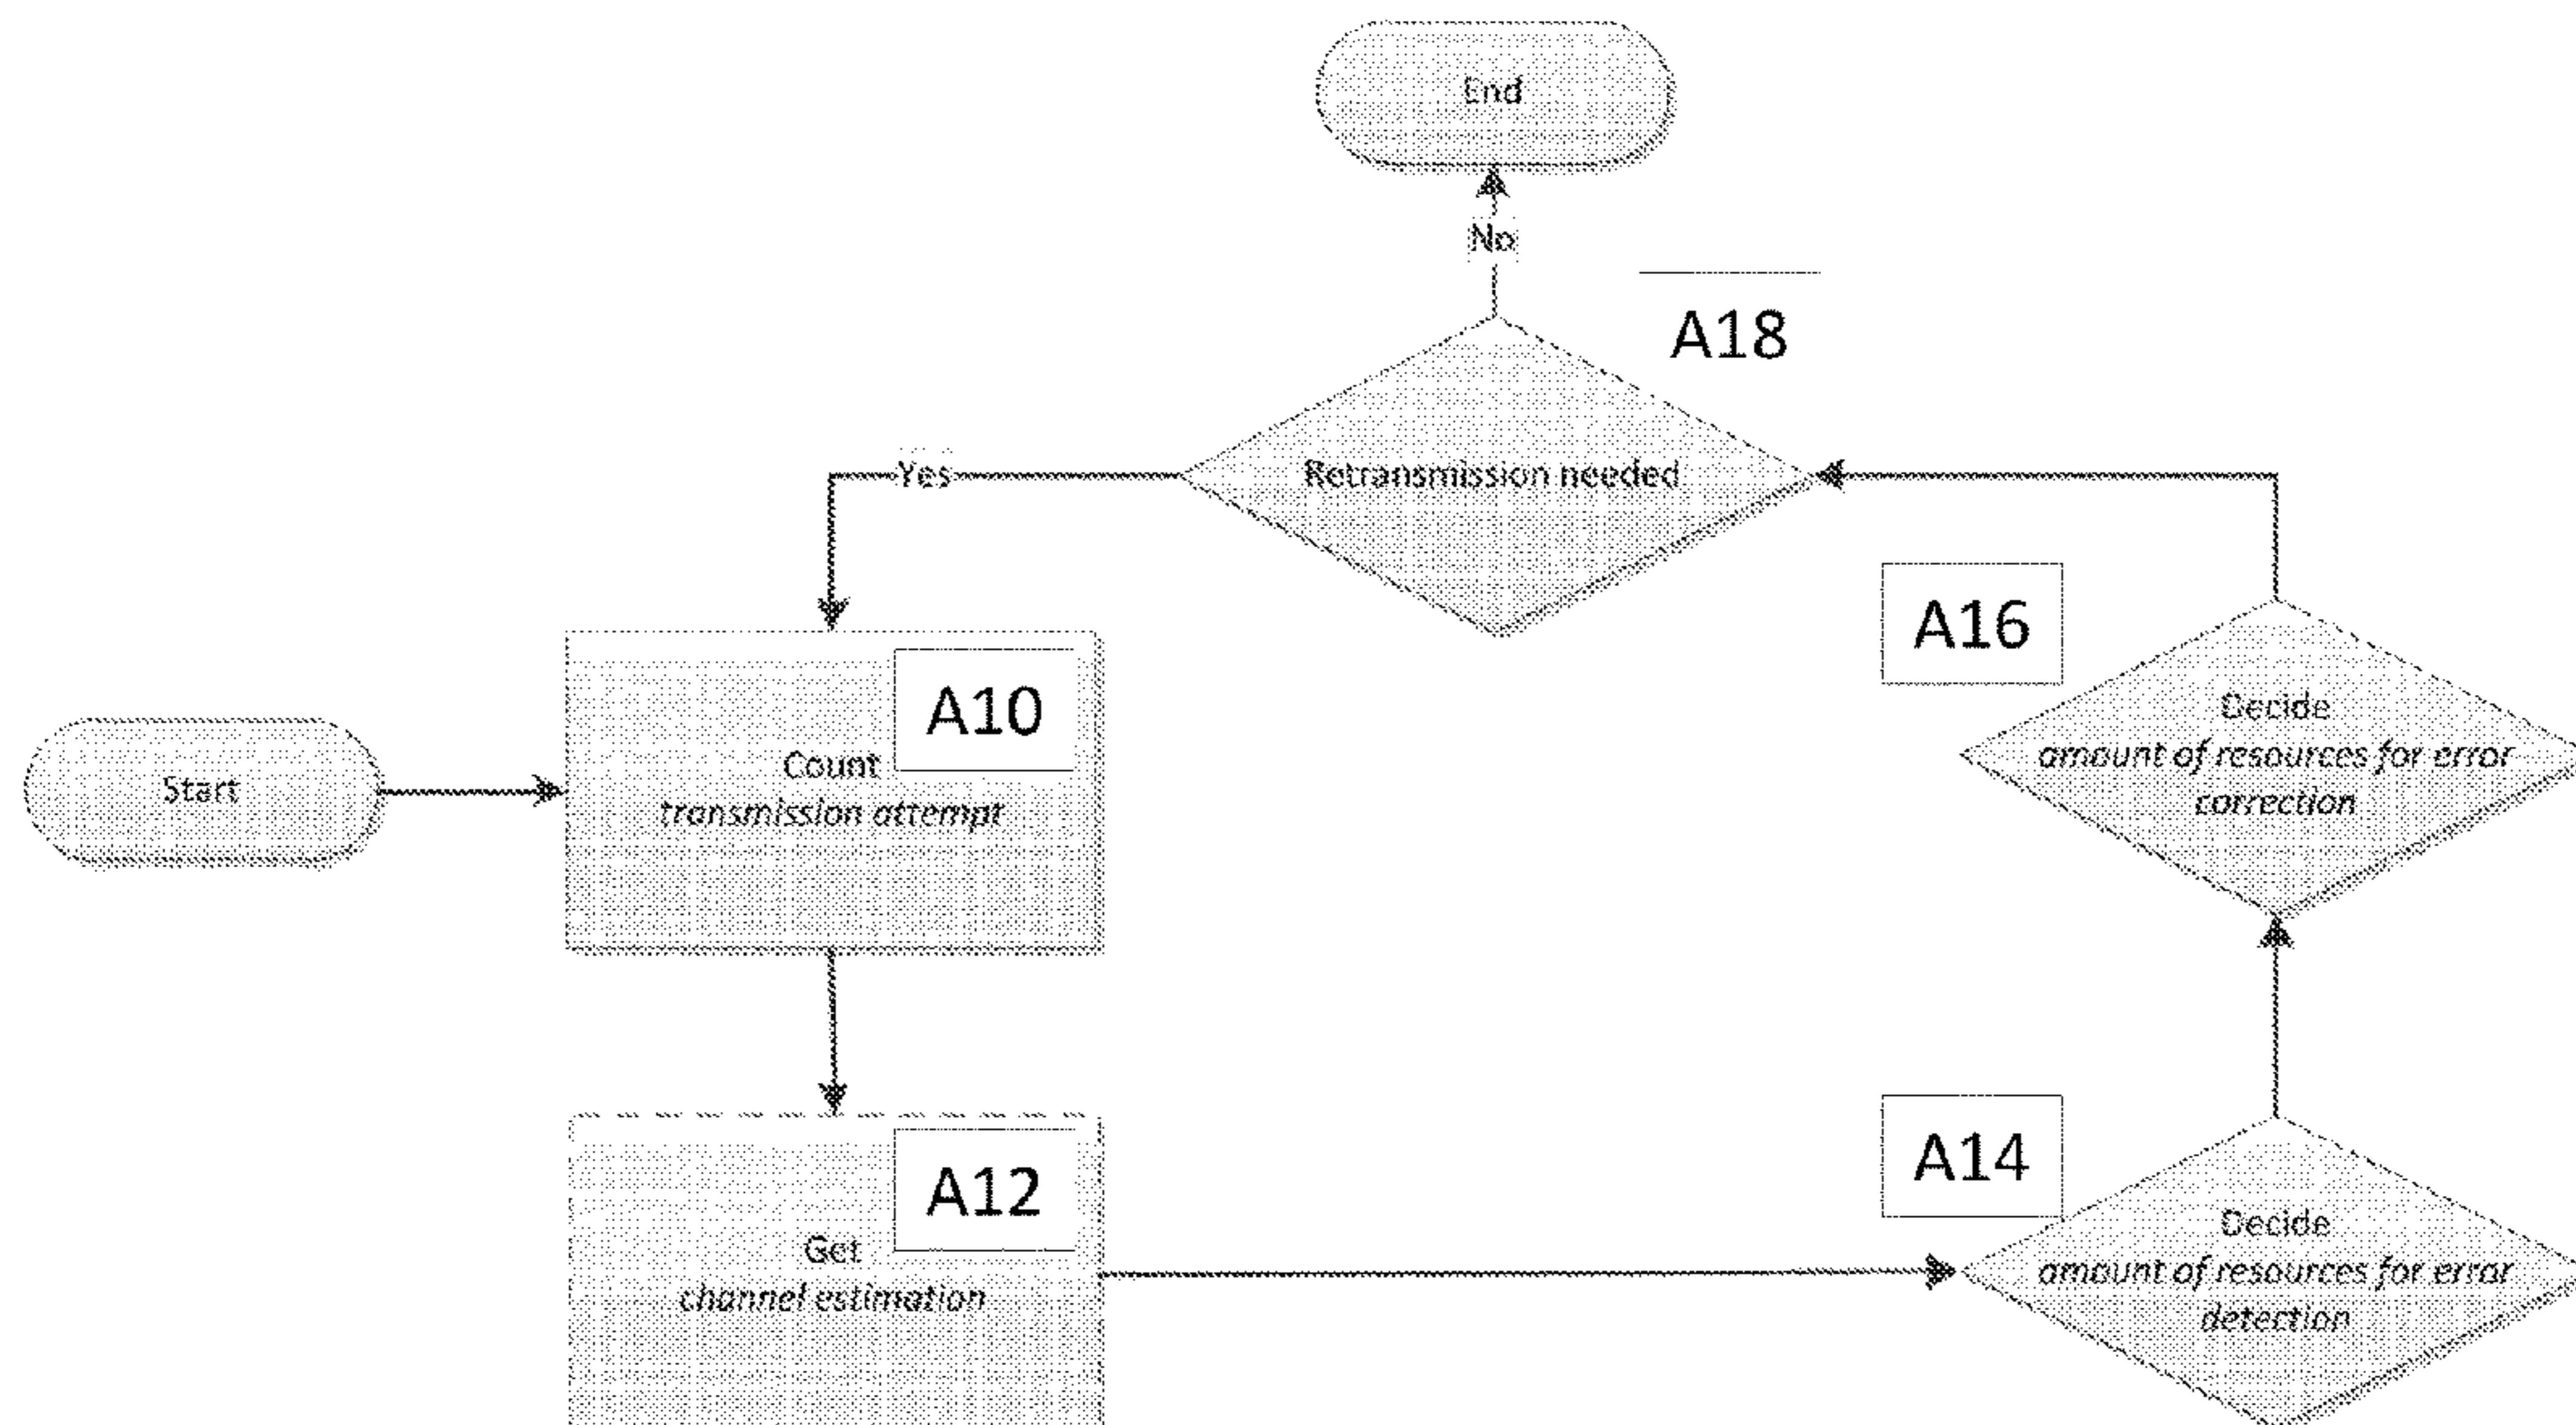 End
No
A18
Yes
Retransmission needed
A16
A10
Decide
amount of resources for error
correction
Start
Count
transmission attempt
A14
A12
Decide
amount of resources for error
detection
Get
channel estimation